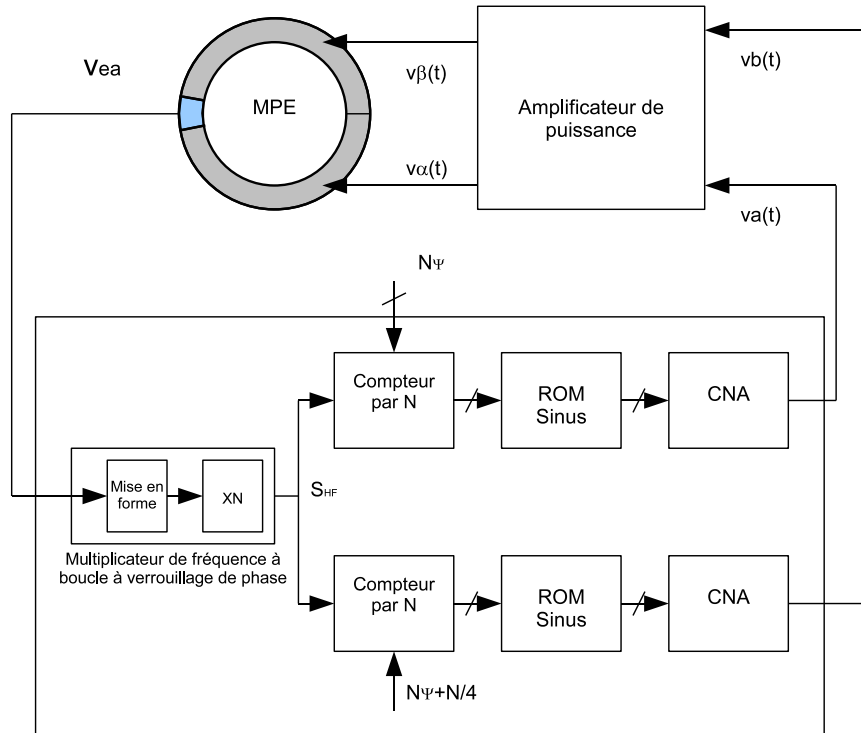 Vea
MPE
vβ(t)
vα(t)
Amplificateur de
puissance
vb(t)
va(t)
NΨ
Compteur
par N
ROM
Sinus
CNA
Mise en
forme
XN
SHF
Multiplicateur de fréquence à
boucle à verrouillage de phase
Compteur
par N
ROM
Sinus
CNA
NΨ+N/4